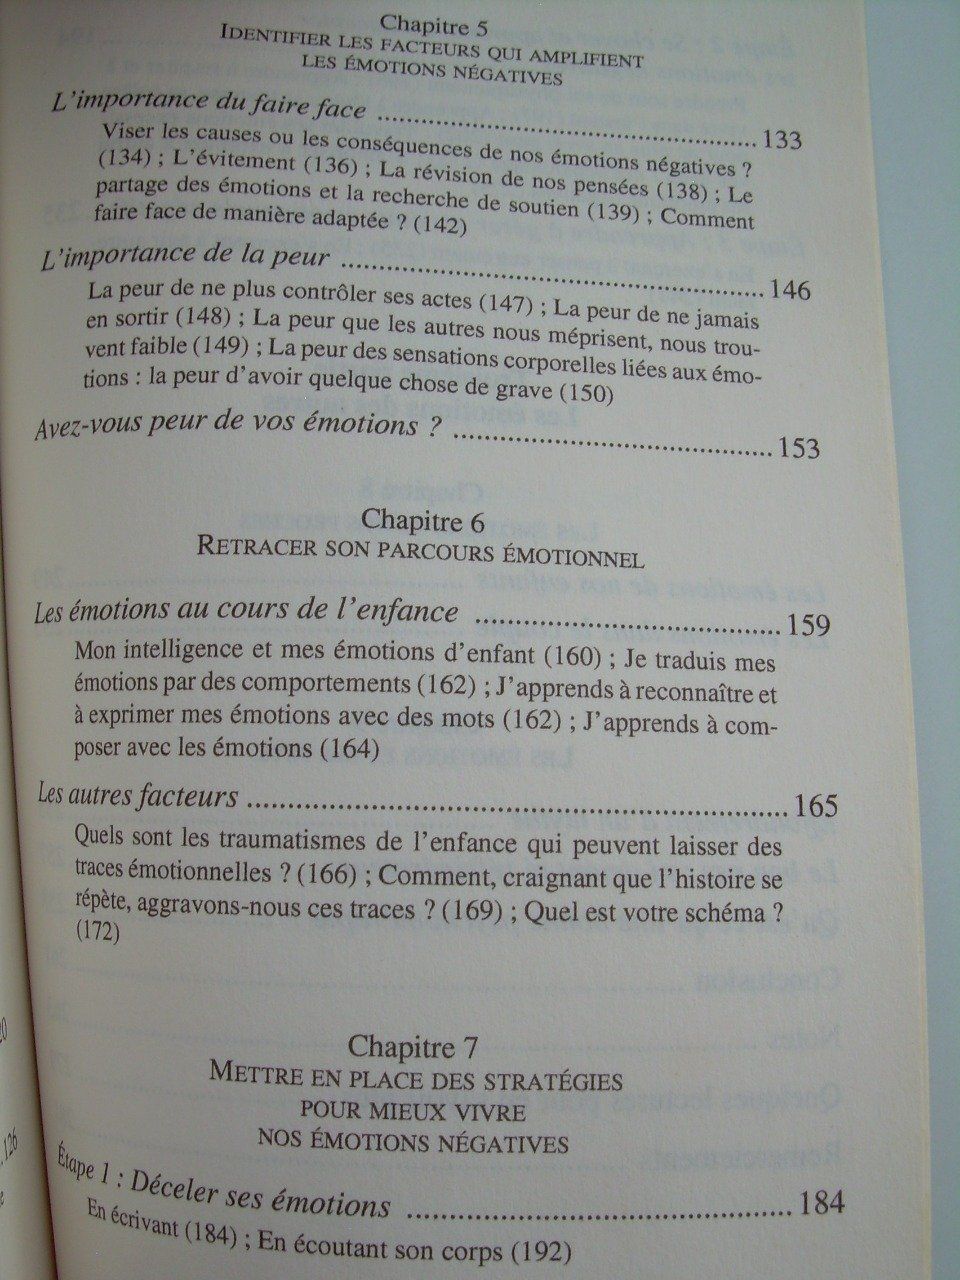 Chapitre 5
IDENTIFIER LES FACTEURS QUI AMPLIFIENT
LES ÉMOTIONS NÉGATIVES
L'importance du faire face ........................................ 133
Viser les causes ou les conséquences de nos émotions négatives ?
(134) ; L'évitement (136) ; La révision de nos pensées (138) ; Le
partage des émotions et la recherche de soutien (139) ; Comment
faire face de manière adaptée ? (142)
L'importance de la peur ........................................ 146
La peur de ne plus contrôler ses actes (147) ; La peur de ne jamais
en sortir (148) ; La peur que les autres nous méprisent, nous trou-
vent faible (149) ; La peur des sensations corporelles liées aux émo-
tions : la peur d'avoir quelque chose de grave (150)
Avez-vous peur de vos émotions ? ........................................ 153
Chapitre 6
RETRACER SON PARCOURS ÉMOTIONNEL
Les émotions au cours de l'enfance ........................................ 159
Mon intelligence et mes émotions d'enfant (160) ; Je traduis mes
émotions par des comportements (162) ; J'apprends à reconnaître et
à exprimer mes émotions avec des mots (162) ; J'apprends à com-
poser avec les émotions (164)
Les autres facteurs ........................................ 165
Quels sont les traumatismes de l'enfance qui peuvent laisser des
traces émotionnelles ? (166) ; Comment, craignant que l'histoire se
répète, aggravons-nous ces traces ? (169) ; Quel est votre schéma ?
(172)
Chapitre 7
METTRE EN PLACE DES STRATÉGIES
POUR MIEUX VIVRE
NOS ÉMOTIONS NÉGATIVES
Étape 1 : Déceler ses émotions ........................................ 184
En écrivant (184) ; En écoutant son corps (192)
126